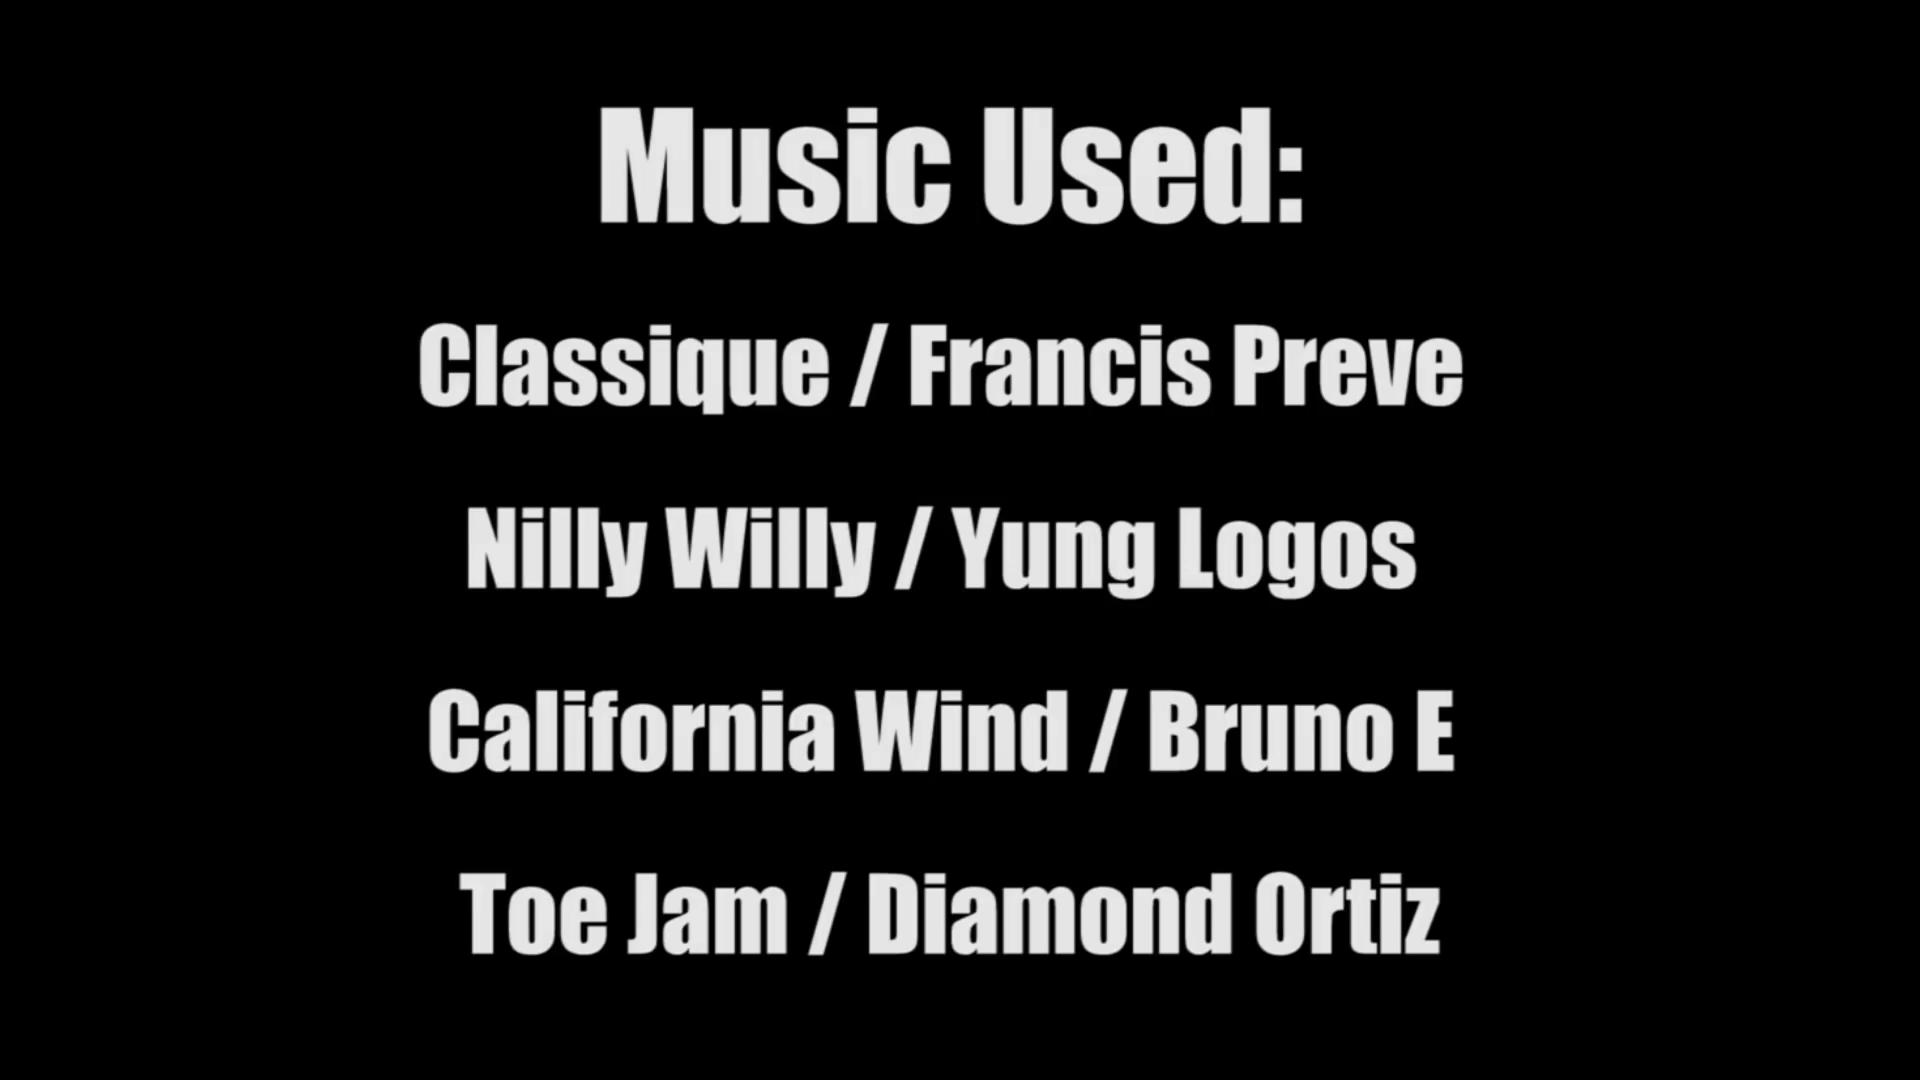 Music Used:
Classique / Francis Preve
Nilly Willy / Yung Logos
California Wind / Bruno E
Toe Jam / Diamond Ortiz